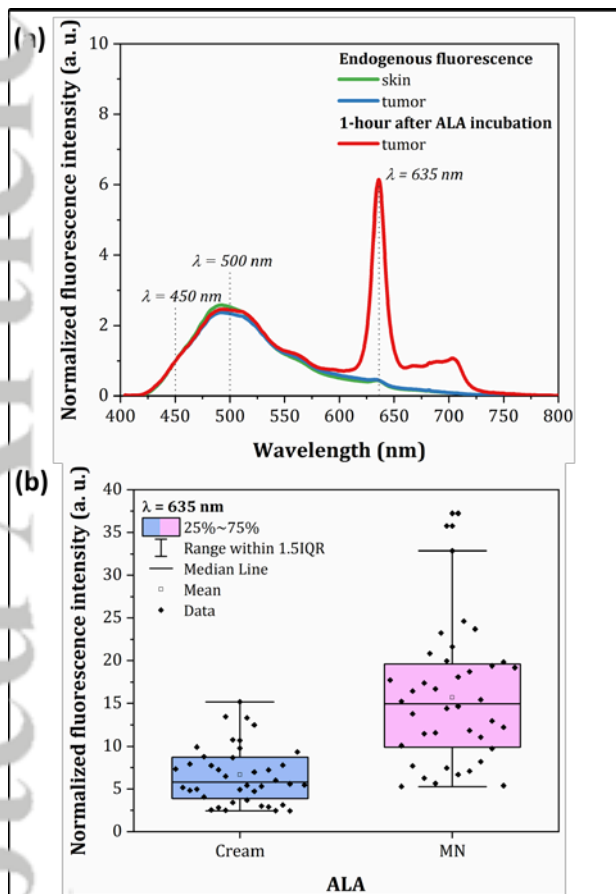 (a)
10
8
6
4
2
0
Normalized fluorescence intensity (a. u.)
Endogenous fluorescence
skin
tumor
1-hour after ALA incubation
tumor
λ = 635 nm
λ = 500 nm
λ = 450 nm
400 450 500 550 600 650 700 750 800
Wavelength (nm)
(b)
40
35
30
25
20
15
10
5
0
Normalized fluorescence intensity (a. u.)
λ = 635 nm
25%~75%
Range within 1.5IQR
Median Line
Mean
Data
Cream MN
ALA